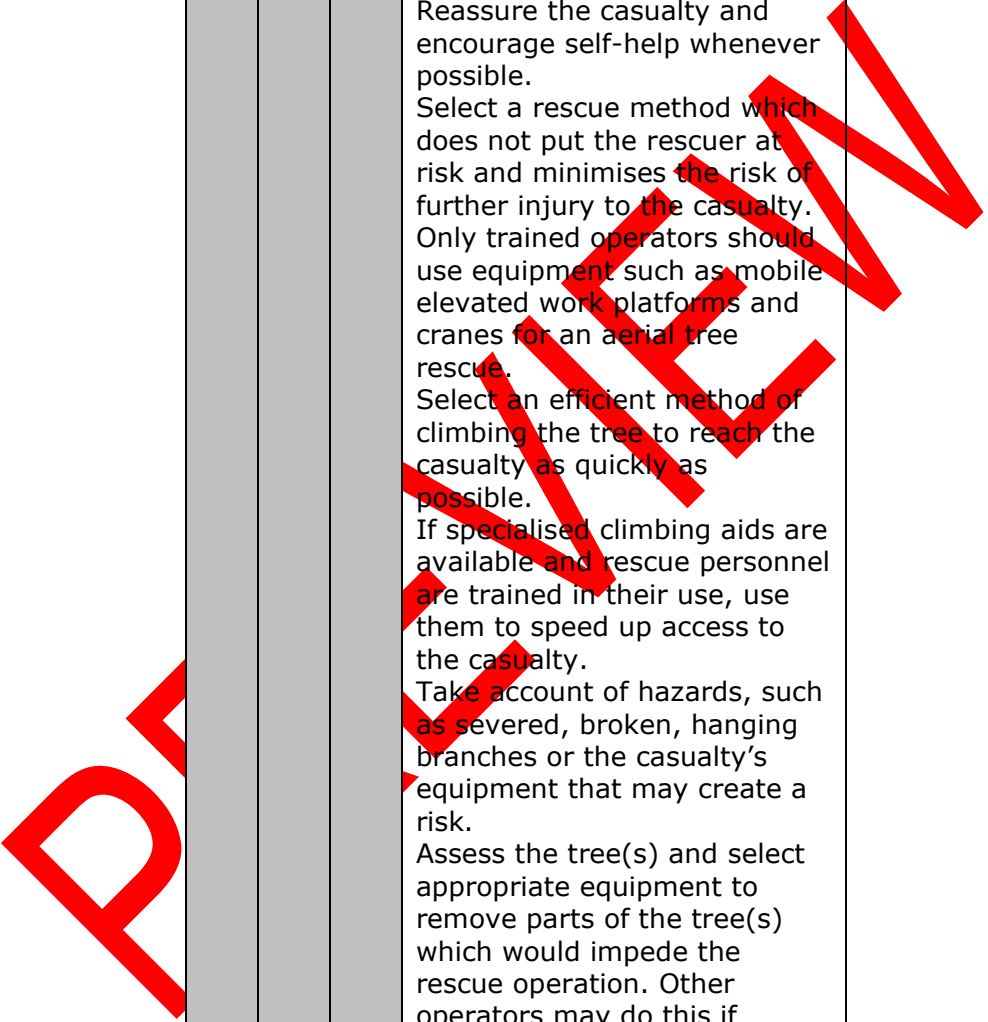 Reassure the casualty and
encourage self-help whenever
possible.
Select a rescue method which
does not put the rescuer at
risk and minimises the risk of
further injury to the casualty.
Only trained operators should
use equipment such as mobile
elevated work platforms and
cranes for an aerial tree
rescue.
Select an efficient method of
climbing the tree to reach the
casualty as quickly as
possible.
If specialised climbing aids are
available and rescue personnel
are trained in their use, use
them to speed up access to
the casualty.
Take account of hazards, such
as severed, broken, hanging
branches or the casualty’s
equipment that may create a
risk.
Assess the tree(s) and select
appropriate equipment to
remove parts of the tree(s)
which would impede the
rescue operation. Other
operators may do this if
PREVIEW